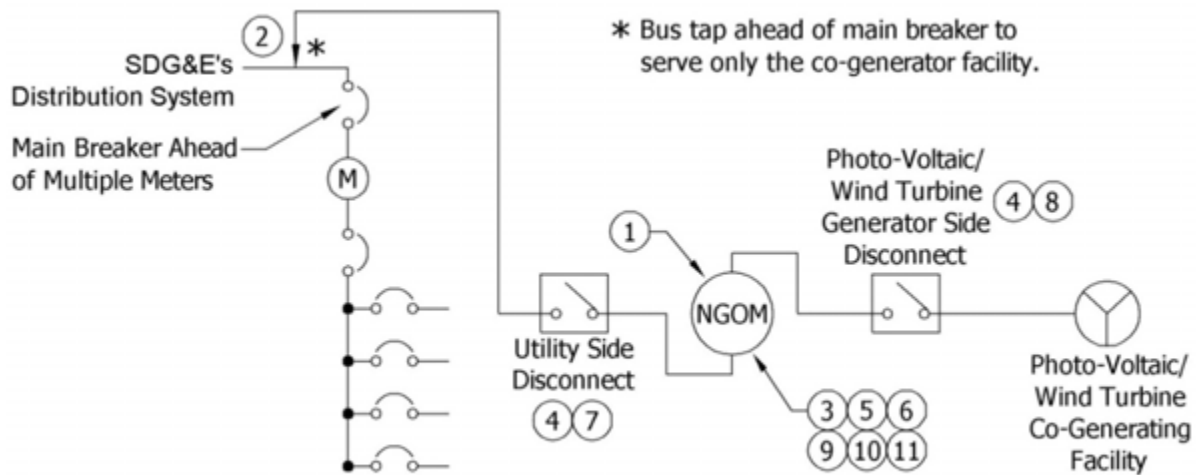 2
*
* Bus tap ahead of main breaker to
serve only the co-generator facility.
SDG&E's
Distribution System
Main Breaker Ahead
of Multiple Meters
M
Photo-Voltaic/
Wind Turbine
Generator Side
Disconnect
4 8
1
NGOM
Utility Side
Disconnect
4 7
3 5 6
9 10 11
Photo-Voltaic/
Wind Turbine
Co-Generating
Facility